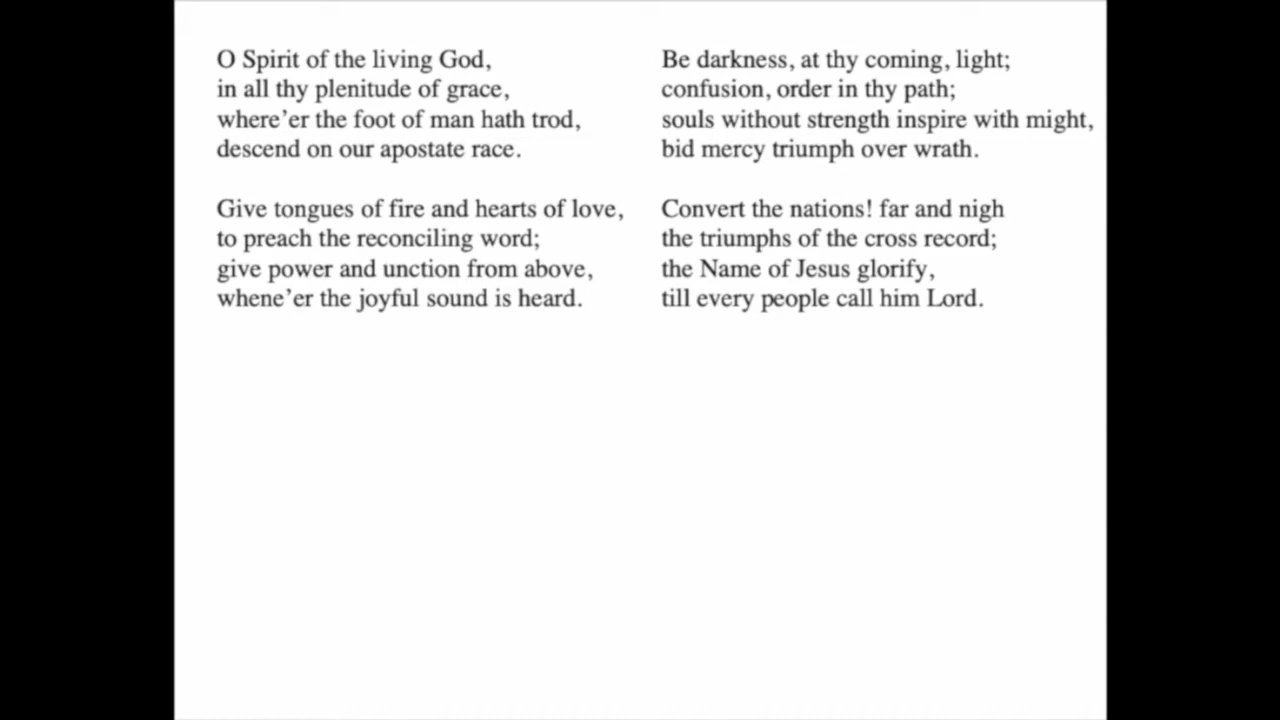 O Spirit of the living God,
in all thy plenitude of grace,
where’er the foot of man hath trod,
descend on our apostate race.
Give tongues of fire and hearts of love,
to preach the reconciling word;
give power and unction from above,
whene’er the joyful sound is heard.
Be darkness, at thy coming, light;
confusion, order in thy path;
souls without strength inspire with might,
bid mercy triumph over wrath.
Convert the nations! far and nigh
the triumphs of the cross record;
the Name of Jesus glorify,
till every people call him Lord.